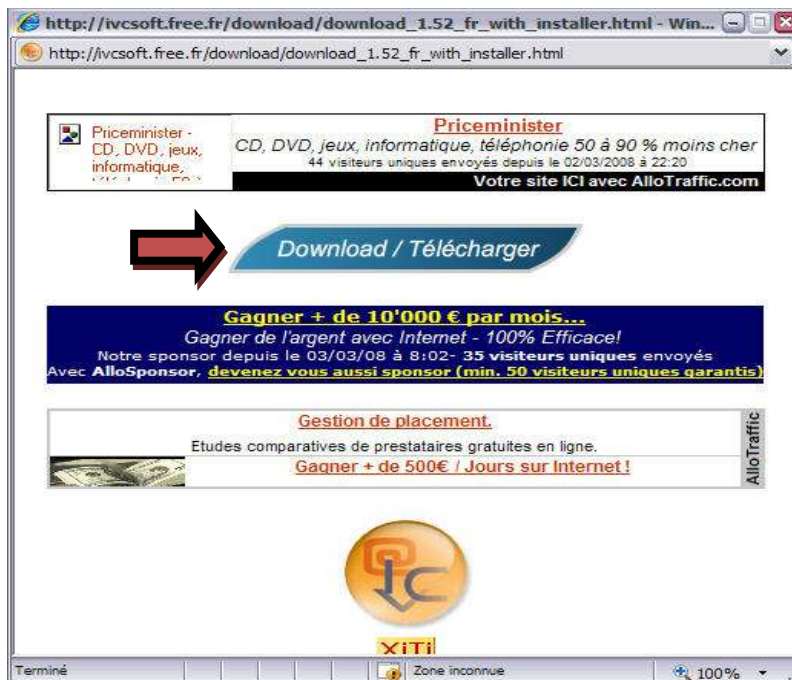 http://ivcsoft.free.fr/download/download_1.52_fr_with_installer.html - Win...
http://ivcsoft.free.fr/download/download_1.52_fr_with_installer.html
Priceminister -
CD, DVD, jeux,
informatique,
Priceminister
CD, DVD, jeux, informatique, téléphonie 50 à 90 % moins cher
44 visiteurs uniques envoyés depuis le 02/03/2008 à 22:20
Votre site ICI avec AlloTraffic.com
Download / Télécharger
Gagner + de 10'000 € par mois...
Gagner de l'argent avec Internet - 100% Efficace!
Notre sponsor depuis le 03/03/08 à 8:02- 35 visiteurs uniques envoyés
Avec AlloSponsor, devenez vous aussi sponsor (min. 50 visiteurs uniques garantis)
Gestion de placement.
Etudes comparatives de prestataires gratuites en ligne.
Gagner + de 500€ / Jours sur Internet !
AlloTraffic
XiTi
Terminé
Zone inconnue
100%